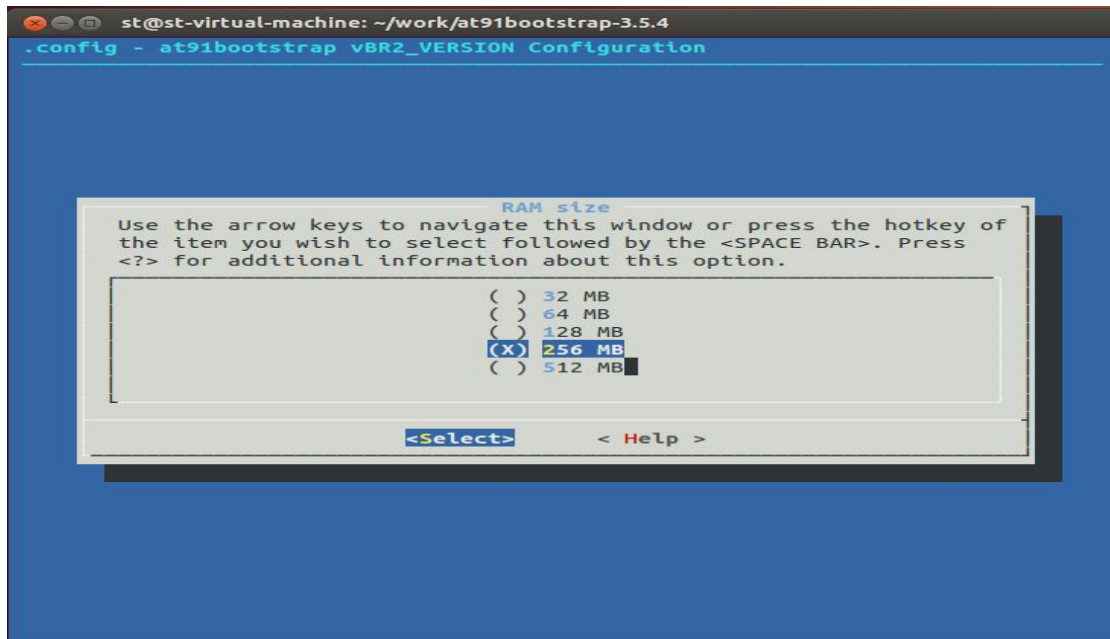 st@st-virtual-machine: ~/work/at91bootstrap-3.5.4
.config - at91bootstrap vBR2_VERSION Configuration
RAM size
Use the arrow keys to navigate this window or press the hotkey of
the item you wish to select followed by the <SPACE BAR>. Press
<?> for additional information about this option.
( ) 32 MB
( ) 64 MB
( ) 128 MB
(X) 256 MB
( ) 512 MB
<Select> < Help >